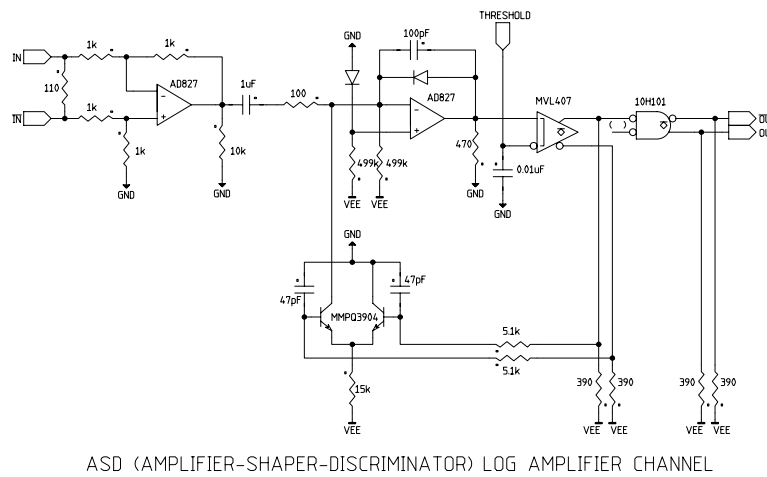 THRESHOLD
GND
100pF
IN
1k
1k
110
AD827
1uF
100
AD827
MVL407
10H101
IN
1k
1k
10k
GND
GND
499k
499k
VEE
VEE
470
GND
0.01uF
GND
( )
GND
47pF
47pF
MMPQ3904
5.1k
5.1k
15k
VEE
390
390
VEE
VEE
390
390
VEE
VEE
ASD (AMPLIFIER-SHAPER-DISCRIMINATOR) LOG AMPLIFIER CHANNEL